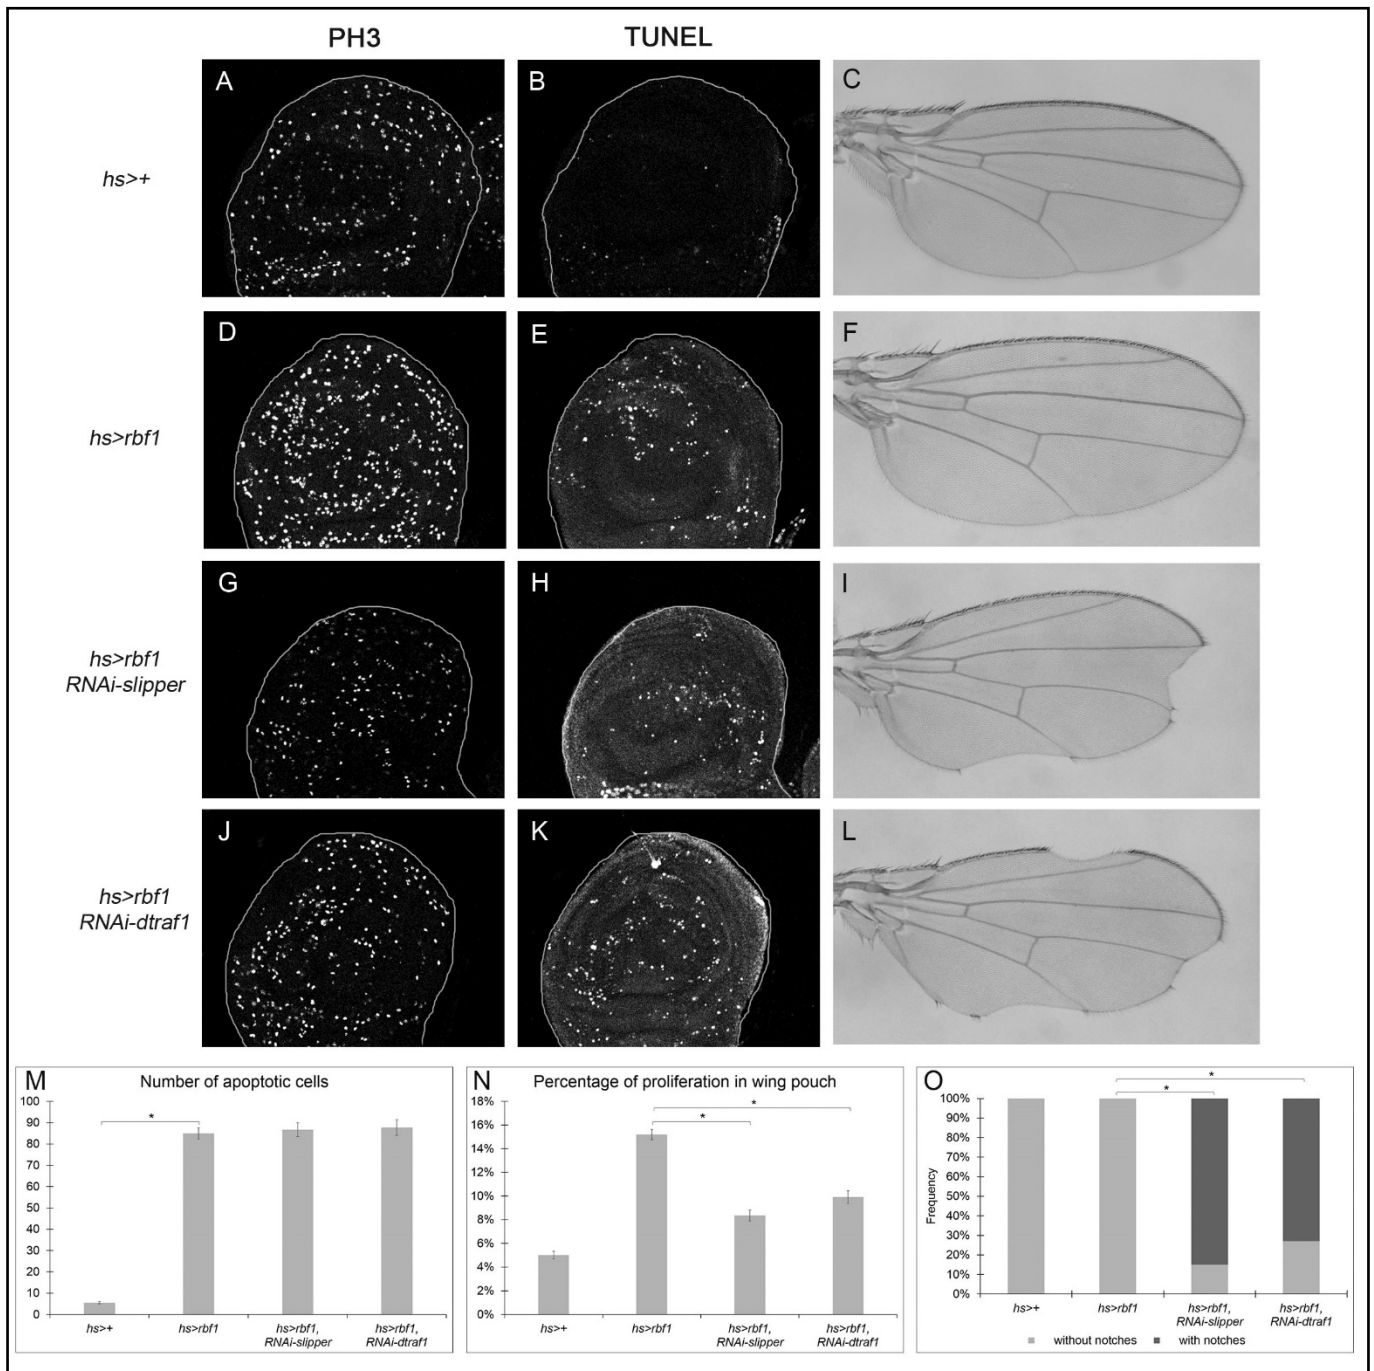 PH3
TUNEL
A
B
C
hs>+
D
E
F
hs>rbf1
G
H
I
hs>rbf1
RNAi-slipper
J
K
L
hs>rbf1
RNAi-dtraf1
M
Number of apoptotic cells
100
90
80
70
60
50
40
30
20
10
0
*
hs>+
hs>rbf1
hs>rbf1,
RNAi-slipper
hs>rbf1,
RNAi-dtraf1
N
Percentage of proliferation in wing pouch
18%
16%
14%
12%
10%
8%
6%
4%
2%
0%
*
*
hs>+
hs>rbf1
hs>rbf1,
RNAi-slipper
hs>rbf1,
RNAi-dtraf1
O
*
*
Frequency
100%
90%
80%
70%
60%
50%
40%
30%
20%
10%
0%
hs>+
hs>rbf1
hs>rbf1,
RNAi-slipper
hs>rbf1,
RNAi-dtraf1
without notches
with notches